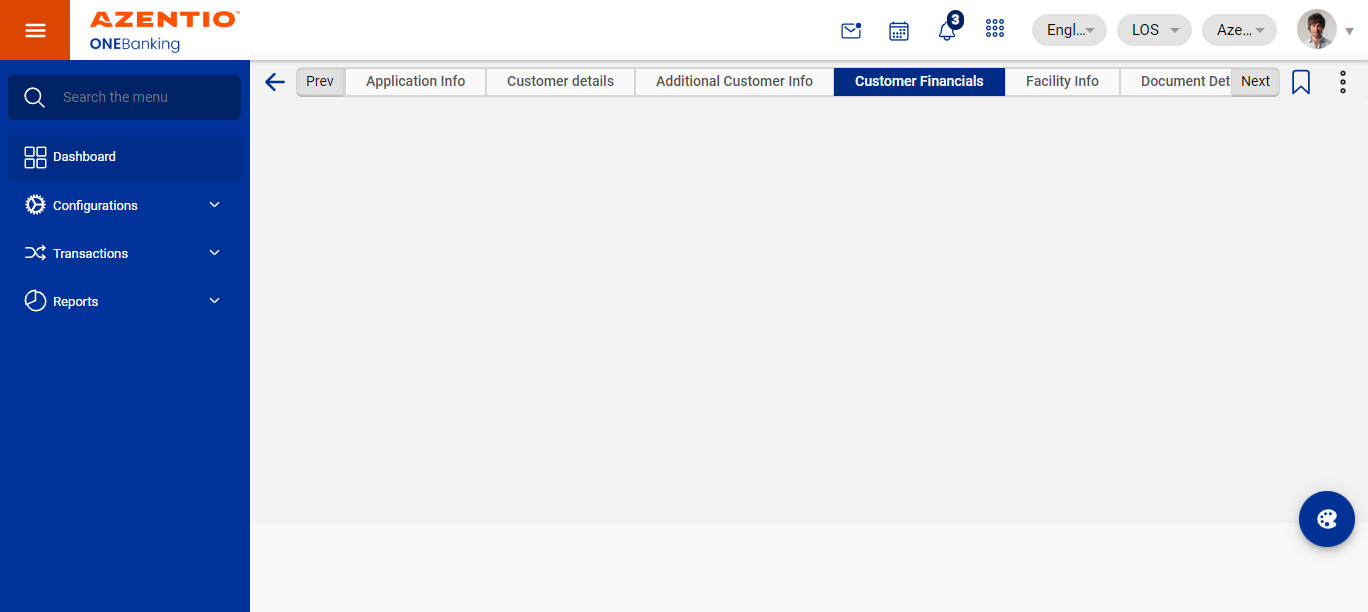 AZENTIO™
ONEBanking
3
Engl...
LOS
Aze...
Search the menu
Dashboard
Configurations
Transactions
Reports
Prev
Application Info
Customer details
Additional Customer Info
Customer Financials
Facility Info
Document Det
Next